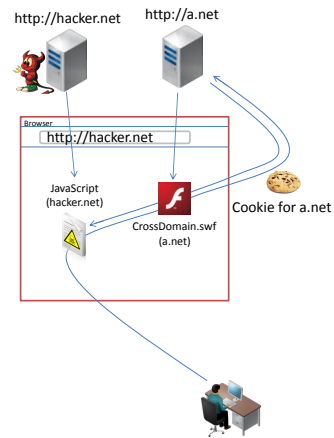 http://hacker.net
http://a.net
Browser
http://hacker.net
JavaScript
(hacker.net)
CrossDomain.swf
(a.net)
Cookie for a.net